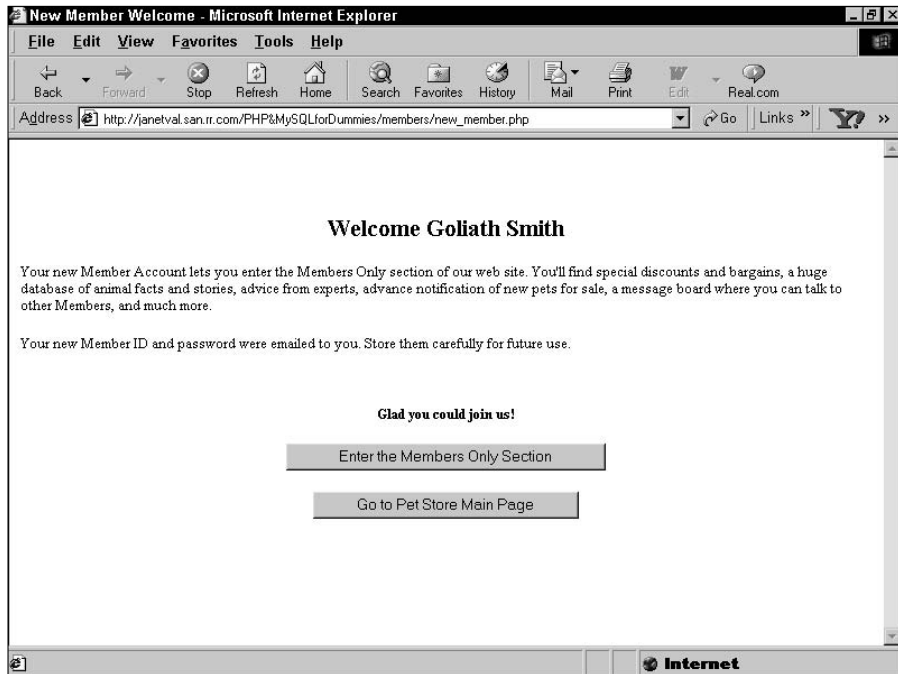 New Member Welcome - Microsoft Internet Explorer
File Edit View Favorites Tools Help
Back Forward Stop Refresh Home Search Favorites History Mail Print Edit Real.com
Address http://janetval.san.rr.com/PHP&MySQLforDummies/members/new_member.php Go Links » Y! »
Welcome Goliath Smith
Your new Member Account lets you enter the Members Only section of our web site. You'll find special discounts and bargains, a huge
database of animal facts and stories, advice from experts, advance notification of new pets for sale, a message board where you can talk to
other Members, and much more.
Your new Member ID and password were emailed to you. Store them carefully for future use.
Glad you could join us!
Enter the Members Only Section
Go to Pet Store Main Page
Internet